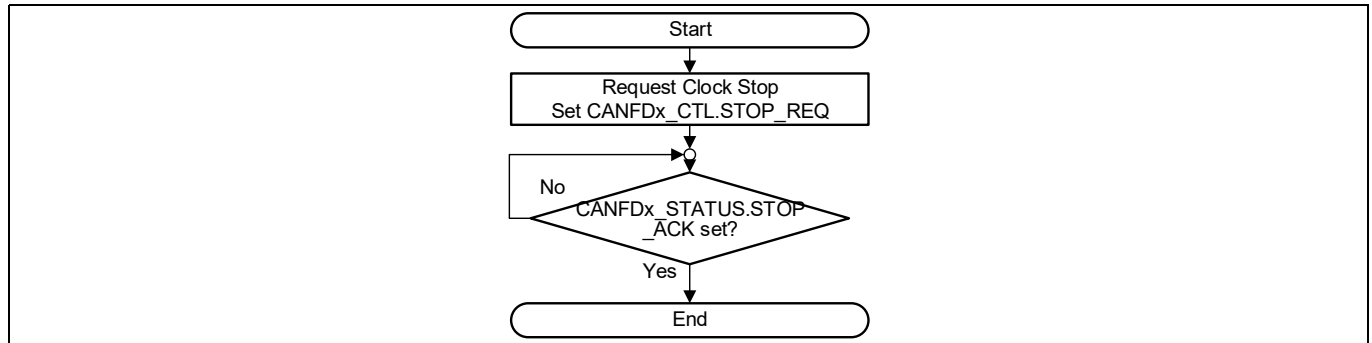 Start
Request Clock Stop
Set CANFDx_CTL.STOP_REQ
No
CANFDx_STATUS.STOP
_ACK set?
Yes
End